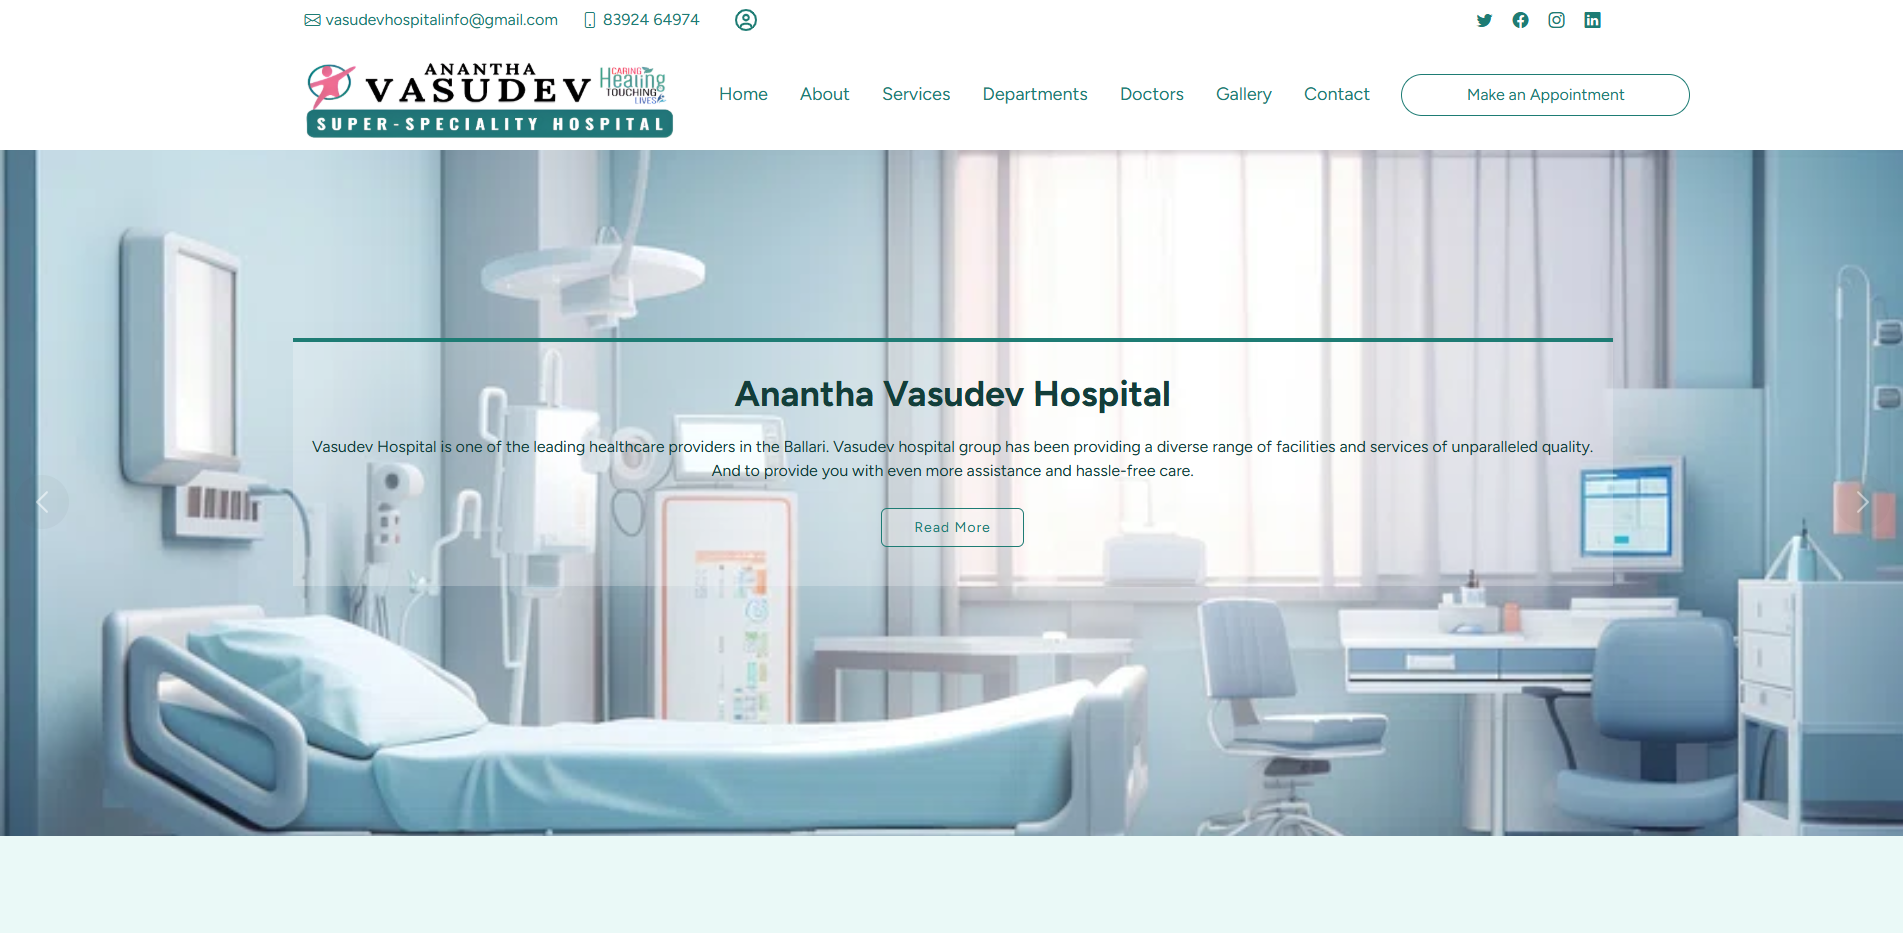 vasudevhospitalinfo@gmail.com 83924 64974
ANANTHA
VASUDEV
CARING
Healing
TOUCHING
LIVES
SUPER-SPECIALITY HOSPITAL
Home About Services Departments Doctors Gallery Contact Make an Appointment
Anantha Vasudev Hospital
Vasudev Hospital is one of the leading healthcare providers in the Ballari. Vasudev hospital group has been providing a diverse range of facilities and services of unparalleled quality.
And to provide you with even more assistance and hassle-free care.
Read More